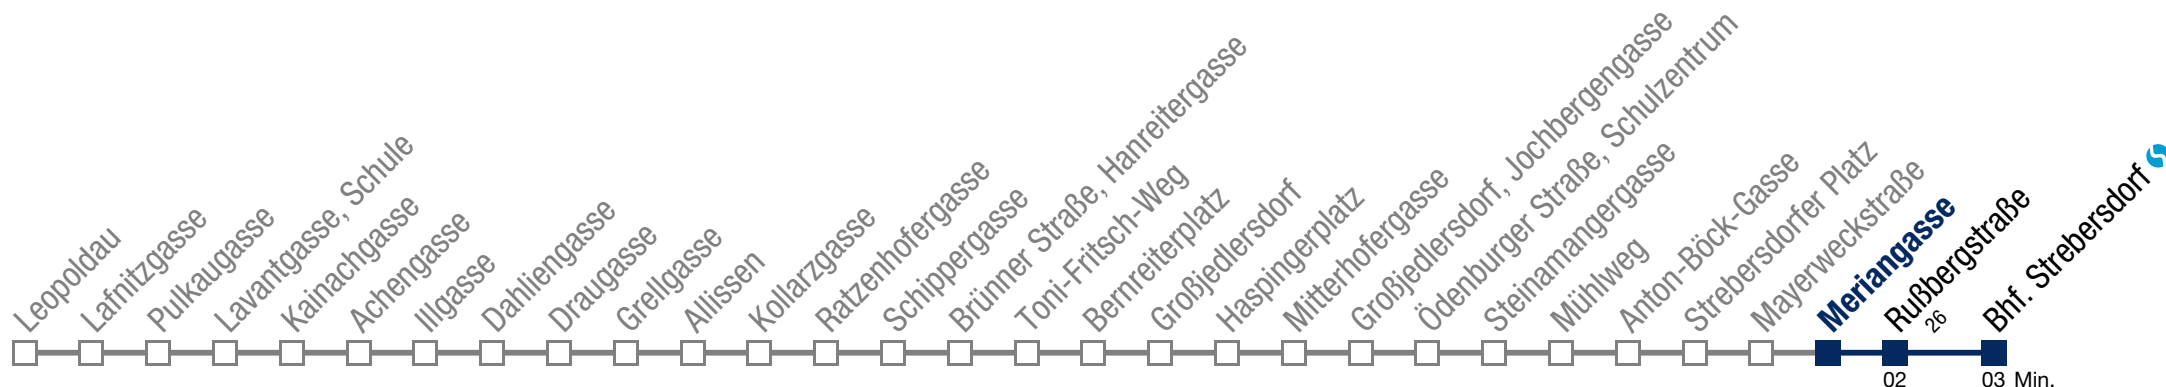 Leopoldau
Lafnitzgasse
Pulkaugasse
Lavantgasse, Schule
Kainachgasse
Achengasse
Illgasse
Dahliengasse
Draugasse
Grellgasse
Allissen
Kollarzgasse
Ratzenhofergasse
Schippergasse
Brünner Straße, Hanreitergasse
Toni-Fritsch-Weg
Bernreiterplatz
Großjedlersdorf
Haspingerplatz
Mitterhofergasse
Großjedlersdorf, Jochbergengasse
Ödenburger Straße, Schulzentrum
Steinamangergasse
Mühlweg
Anton-Böck-Gasse
Strebersdorfer Platz
Mayerweckstraße
Meriangasse
Rußbergstraße
26
Bhf. Strebersdorf
02
03 Min.